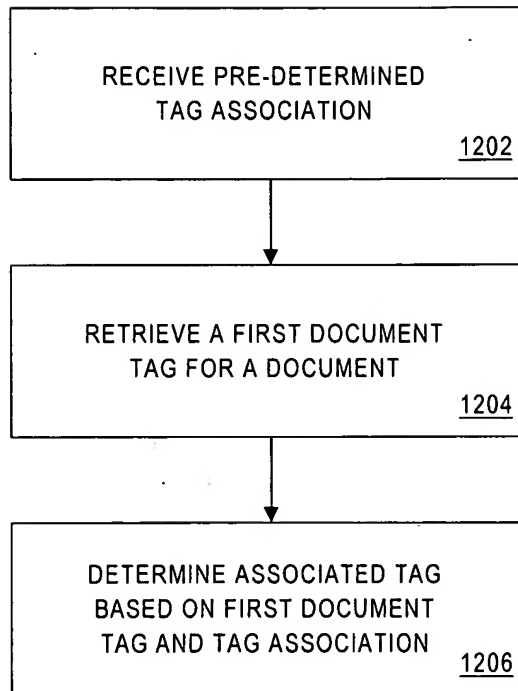 RECEIVE PRE-DETERMINED
TAG ASSOCIATION
1202
RETRIEVE A FIRST DOCUMENT
TAG FOR A DOCUMENT
1204
DETERMINE ASSOCIATED TAG
BASED ON FIRST DOCUMENT
TAG AND TAG ASSOCIATION
1206